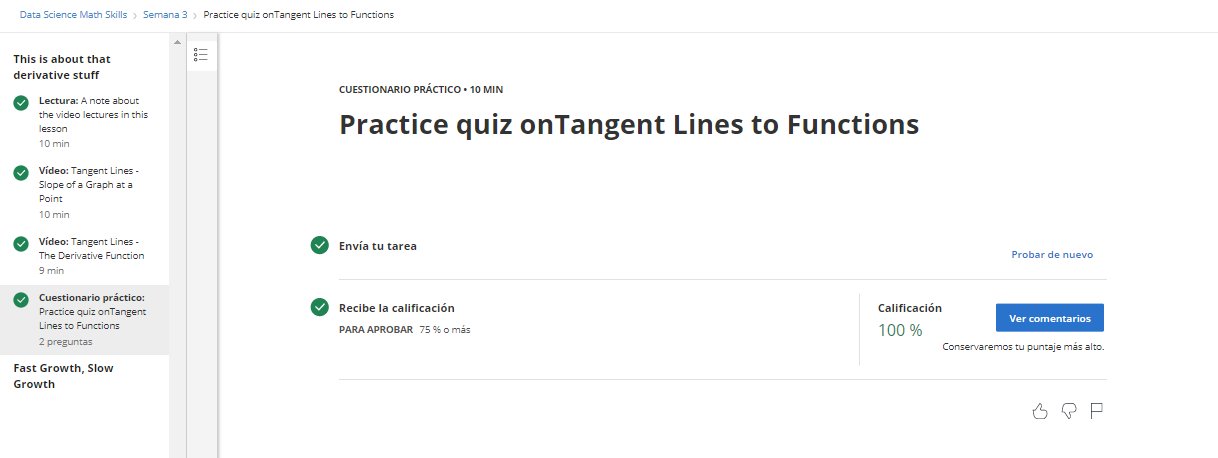 Data Science Math Skills > Semana 3 > Practice quiz onTangent Lines to Functions
This is about that
derivative stuff
Lectura: A note about
the video lectures in this
lesson
10 min
Vídeo: Tangent Lines -
Slope of a Graph at a
Point
10 min
Vídeo: Tangent Lines -
The Derivative Function
9 min
Cuestionario práctico:
Practice quiz onTangent
Lines to Functions
2 preguntas
Fast Growth, Slow
Growth
CUESTIONARIO PRÁCTICO • 10 MIN
Practice quiz onTangent Lines to Functions
Envía tu tarea
Probar de nuevo
Recibe la calificación
PARA APROBAR 75 % o más
Calificación
100 %
Ver comentarios
Conservaremos tu puntaje más alto.